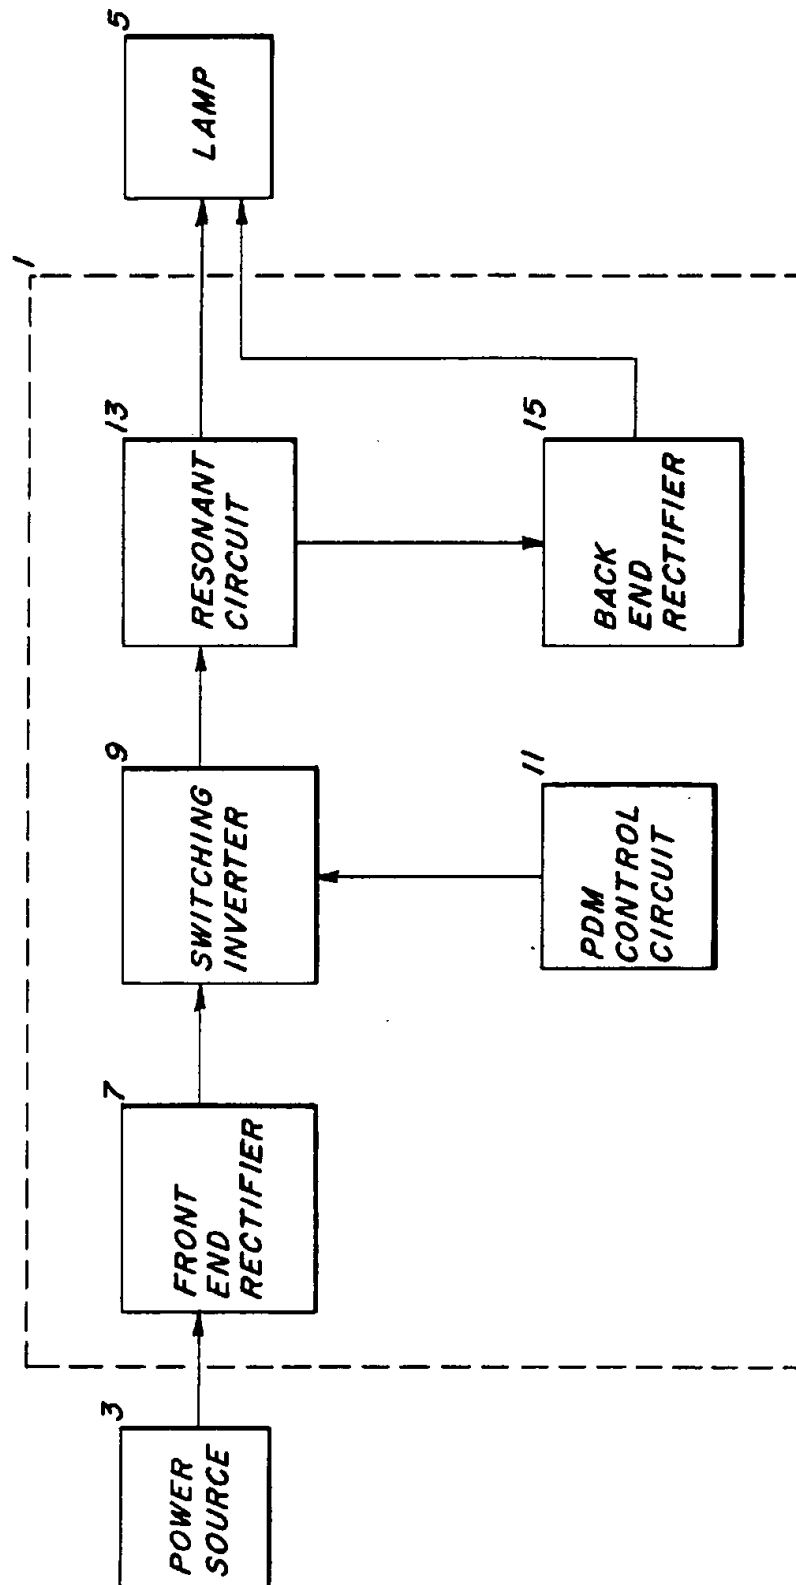 3
POWER
SOURCE
7
FRONT
END
RECTIFIER
9
SWITCHING
INVERTER
11
PDM
CONTROL
CIRCUIT
13
RESONANT
CIRCUIT
15
BACK
END
RECTIFIER
1
5
LAMP